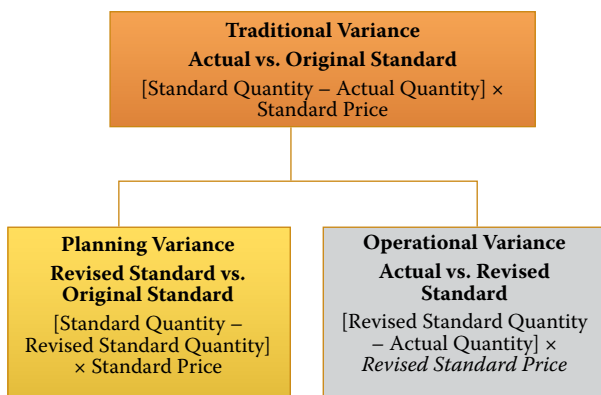 Traditional Variance
Actual vs. Original Standard
[Standard Quantity – Actual Quantity] ×
Standard Price
Planning Variance
Revised Standard vs.
Original Standard
[Standard Quantity –
Revised Standard Quantity]
× Standard Price
Operational Variance
Actual vs. Revised
Standard
[Revised Standard Quantity
– Actual Quantity] ×
Revised Standard Price